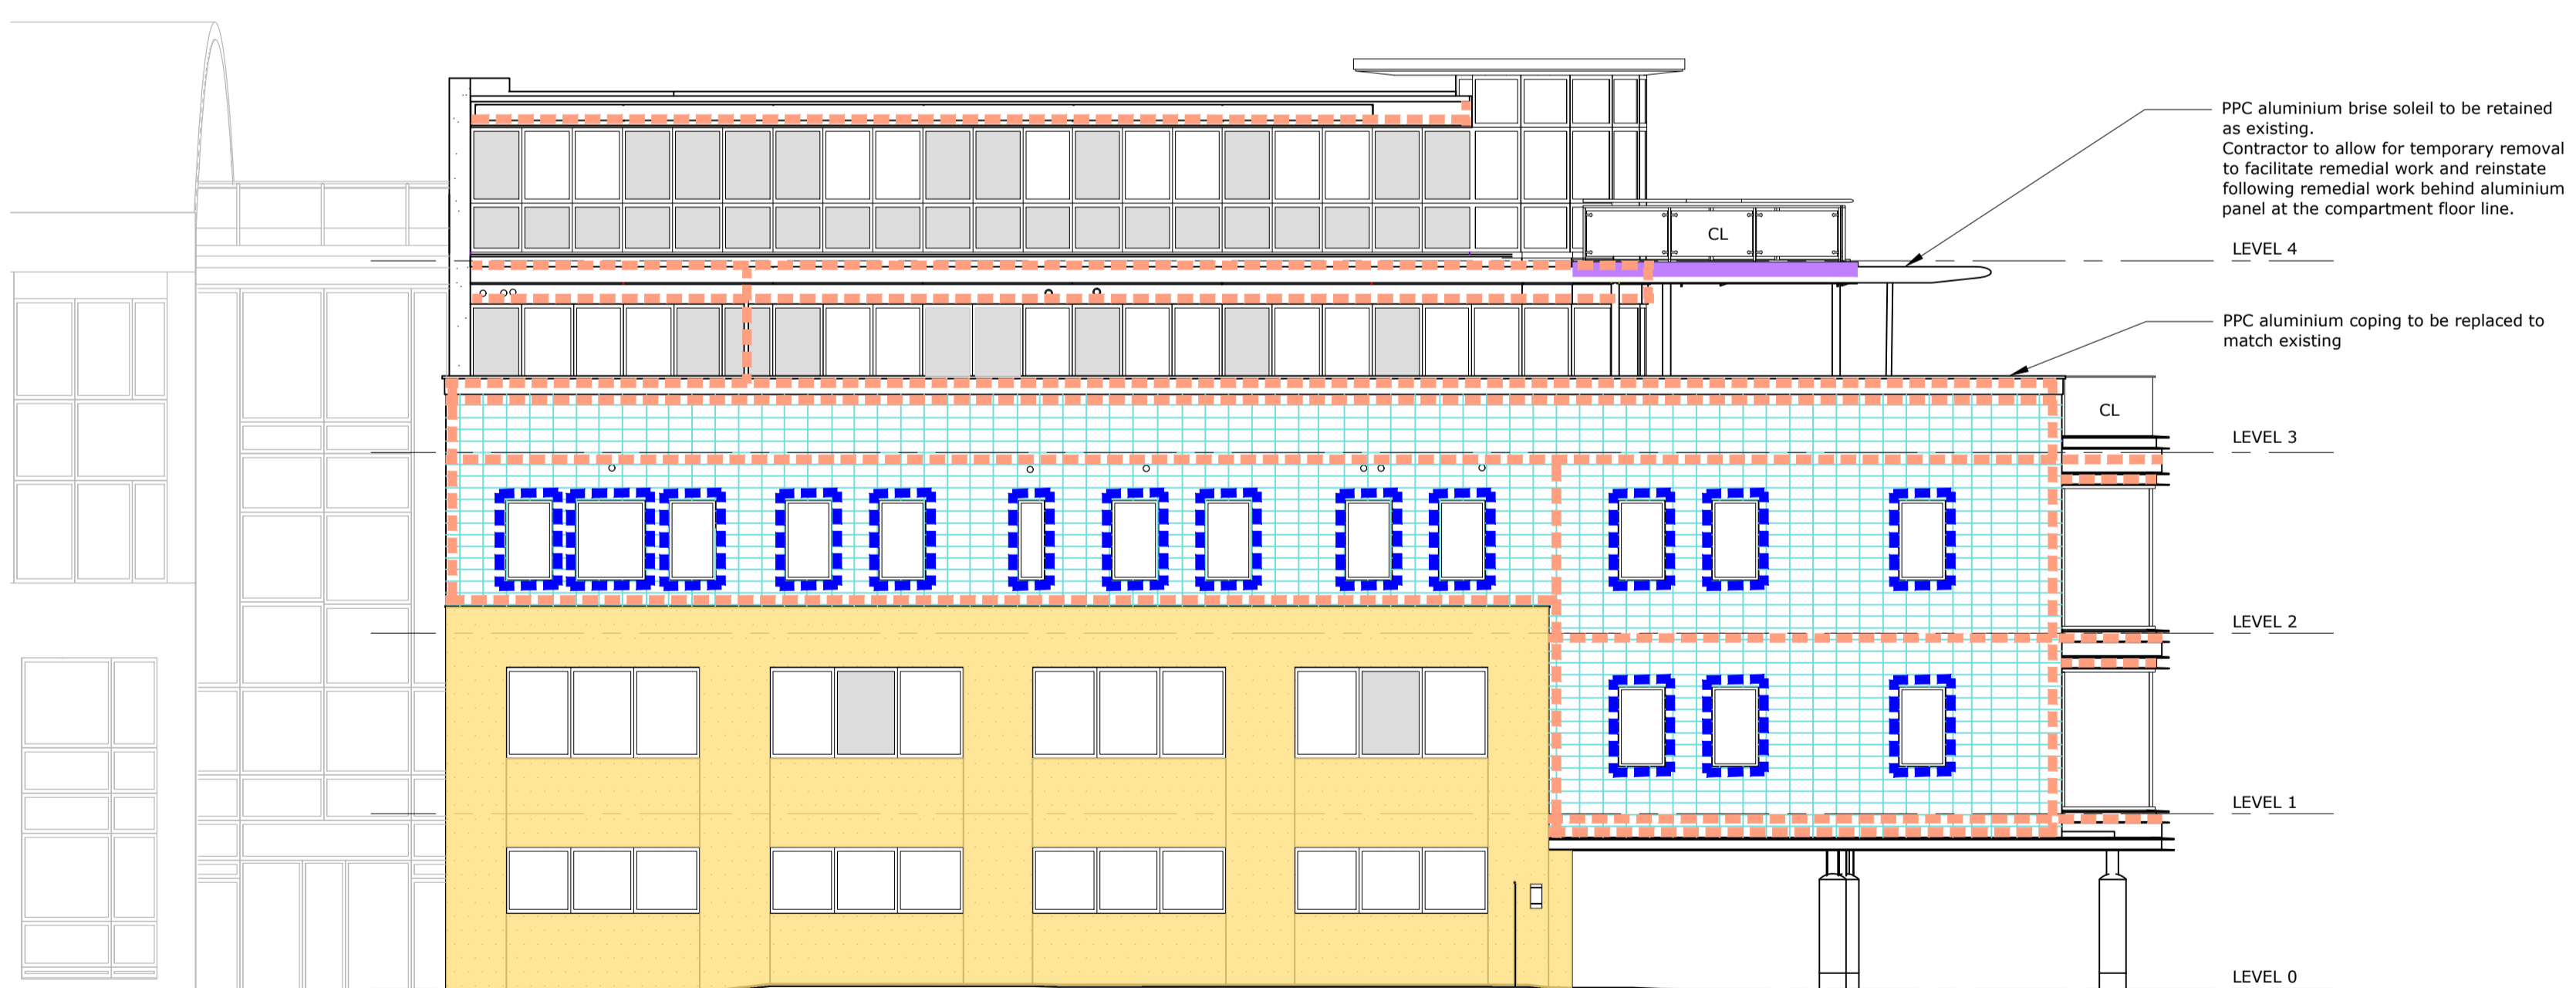 PPC aluminium brise soleil to be retained
as existing.
Contractor to allow for temporary removal
to facilitate remedial work and reinstate
following remedial work behind aluminium
panel at the compartment floor line.
CL
LEVEL 4
PPC aluminium coping to be replaced to
match existing
CL
LEVEL 3
LEVEL 2
LEVEL 1
LEVEL 0